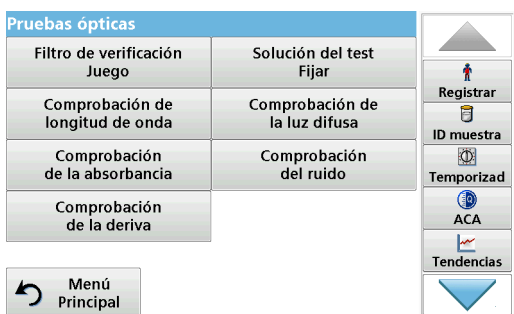 Pruebas ópticas
Filtro de verificación
Juego
Solución del test
Fijar
Comprobación de
longitud de onda
Comprobación de
la luz difusa
Comprobación
de la absorbancia
Comprobación
del ruido
Comprobación
de la deriva
Menú
Principal
Registrar
ID muestra
Temporizad
ACA
Tendencias